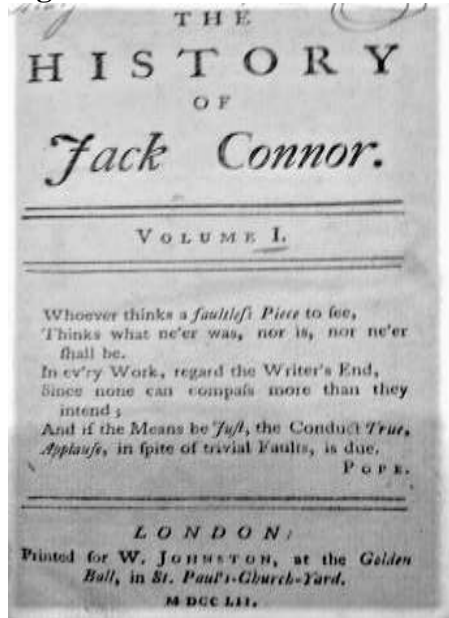 THE
HISTORY
OF
Jack Connor.
VOLUME I.
Whoever thinks a faultleſs Piece to ſee,
Thinks what ne'er was, nor is, nor ne'er
ſhall be.
In ev'ry Work, regard the Writer's End,
Since none can compaſs more than they
intend;
And if the Means be Juſt, the Conduct True,
Applauſe, in ſpite of trivial Faults, is due.
POPE.
LONDON:
Printed for W. JOHNSTON, at the Golden
Ball, in St. Paul's-Church-Yard.
M DCC LII.